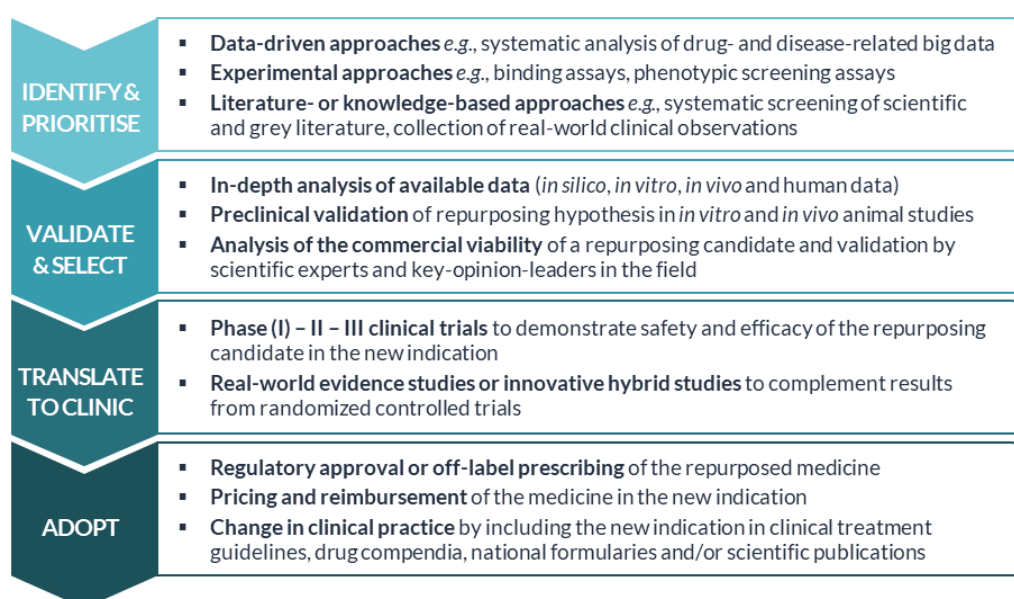 IDENTIFY &
PRIORITISE
▪ Data-driven approaches e.g., systematic analysis of drug- and disease-related big data
▪ Experimental approaches e.g., binding assays, phenotypic screening assays
▪ Literature- or knowledge-based approaches e.g., systematic screening of scientific
and grey literature, collection of real-world clinical observations
VALIDATE
& SELECT
▪ In-depth analysis of available data (in silico, in vitro, in vivo and human data)
▪ Preclinical validation of repurposing hypothesis in in vitro and in vivo animal studies
▪ Analysis of the commercial viability of a repurposing candidate and validation by
scientific experts and key-opinion-leaders in the field
TRANSLATE
TO CLINIC
▪ Phase (I) – II – III clinical trials to demonstrate safety and efficacy of the repurposing
candidate in the new indication
▪ Real-world evidence studies or innovative hybrid studies to complement results
from randomized controlled trials
ADOPT
▪ Regulatory approval or off-label prescribing of the repurposed medicine
▪ Pricing and reimbursement of the medicine in the new indication
▪ Change in clinical practice by including the new indication in clinical treatment
guidelines, drug compendia, national formularies and/or scientific publications